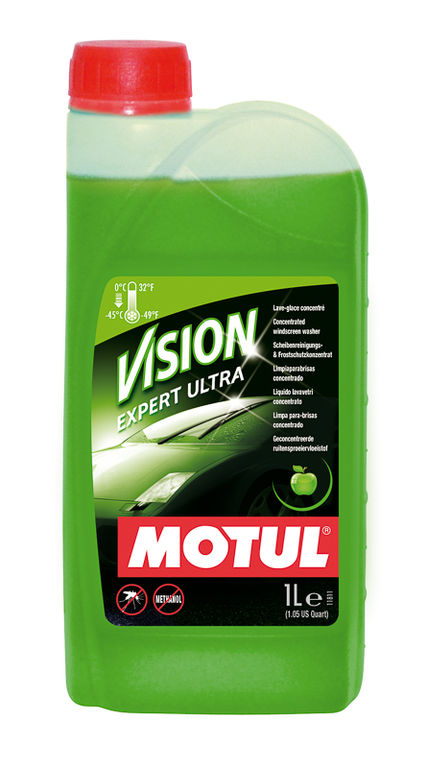 0°C 32°F
-45°C -49°F
VISION
EXPERT ULTRA
Lave-glace concentré
Concentrated
windscreen washer
Scheibenreinigungs-
& Frostschutzkonzentrat
Limpiaparabrisas
concentrado
Liquido lavavetri
concentrato
Limpa para-brisas
concentrado
Geconcentreerde
ruitensproeiervloeistof
MOTUL®
METHANOL
1L e
(1.05 US Quart)
11811